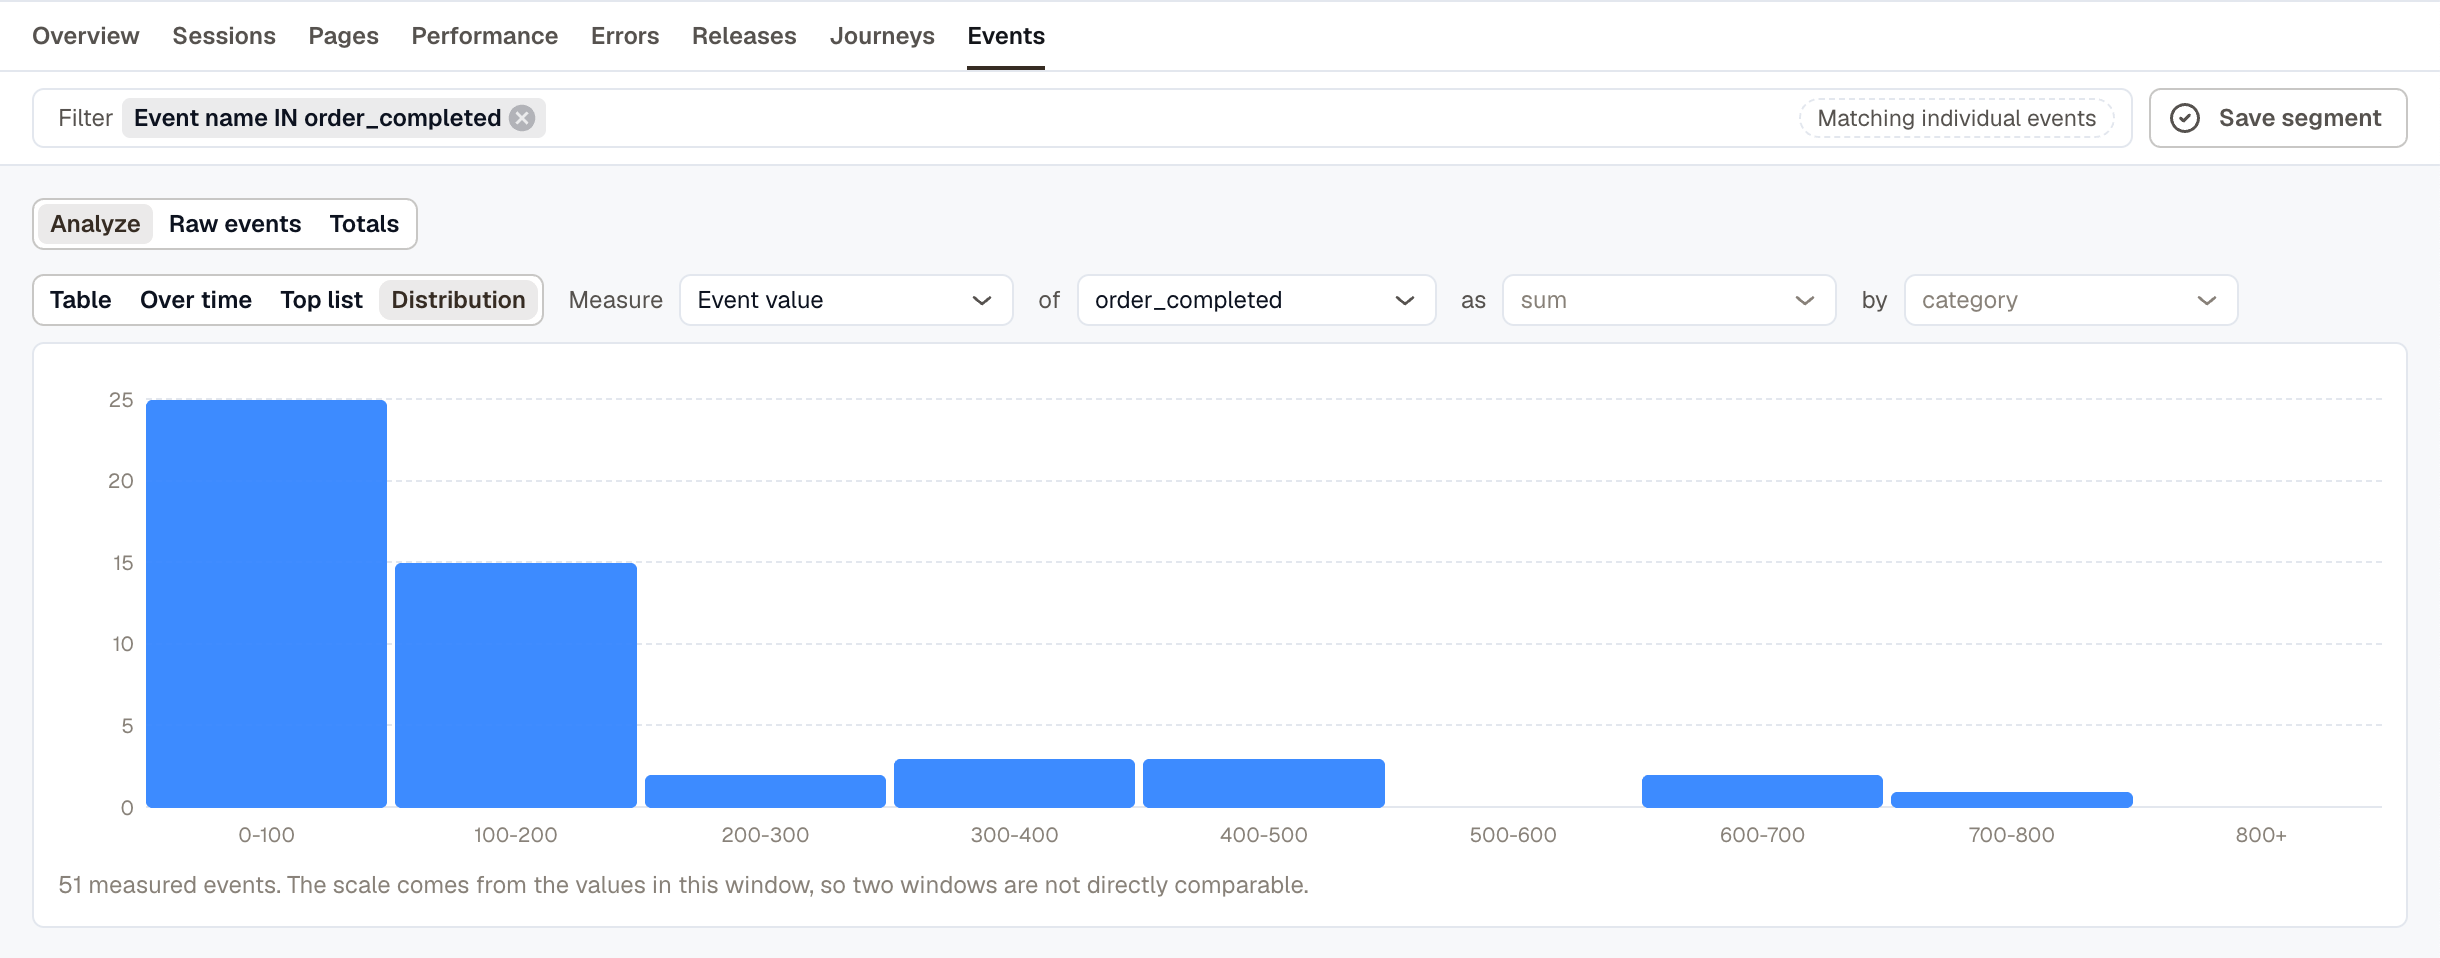 Overview Sessions Pages Performance Errors Releases Journeys Events
Filter Event name IN order_completed Matching individual events Save segment
Analyze Raw events Totals
Table Over time Top list Distribution Measure Event value of order_completed as sum by category
25
20
15
10
5
0
0-100 100-200 200-300 300-400 400-500 500-600 600-700 700-800 800+
51 measured events. The scale comes from the values in this window, so two windows are not directly comparable.